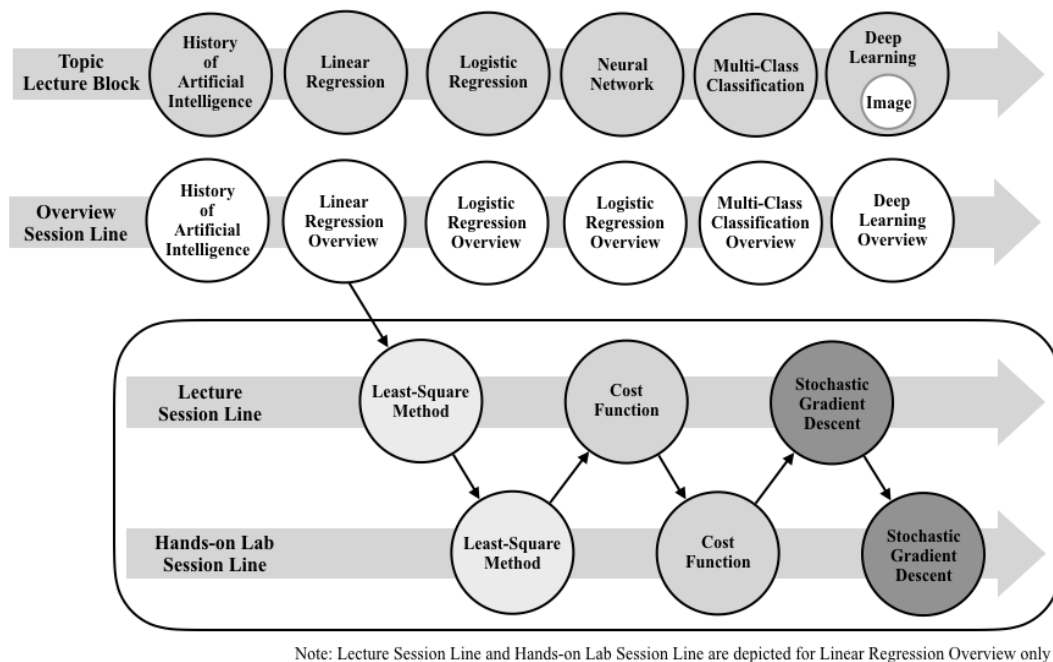 Topic
Lecture Block
History
of
Artificial
Intelligence
Linear
Regression
Logistic
Regression
Neural
Network
Multi-Class
Classification
Deep
Learning
Image
Overview
Session Line
History
of
Artificial
Intelligence
Linear
Regression
Overview
Logistic
Regression
Overview
Logistic
Regression
Overview
Multi-Class
Classification
Overview
Deep
Learning
Overview
Lecture
Session Line
Least-Square
Method
Cost
Function
Stochastic
Gradient
Descent
Hands-on Lab
Session Line
Least-Square
Method
Cost
Function
Stochastic
Gradient
Descent
Note: Lecture Session Line and Hands-on Lab Session Line are depicted for Linear Regression Overview only